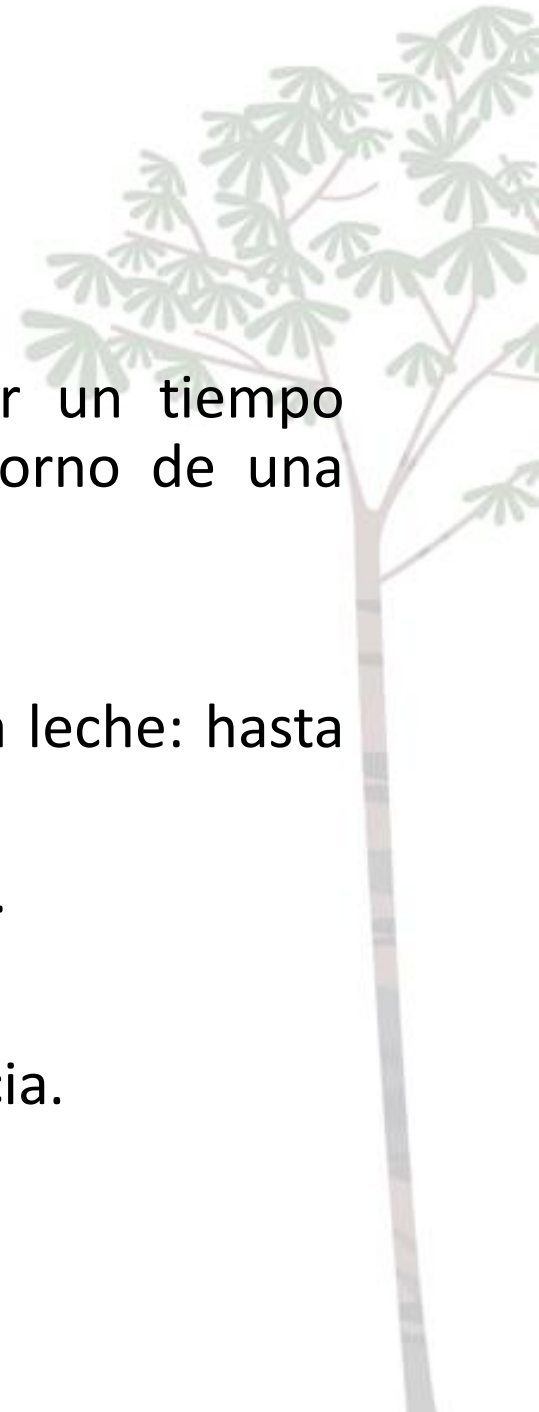 r un tiempo
orno de una
leche: hasta
.
ia.